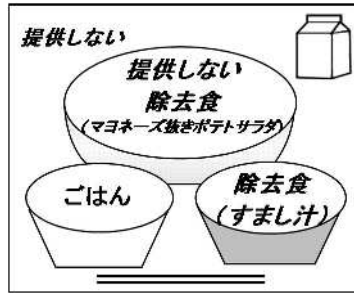 提供しない
提供しない
除去食
(マヨネーズ抜きポテトサラダ)
ごはん
除去食
(すまし汁)